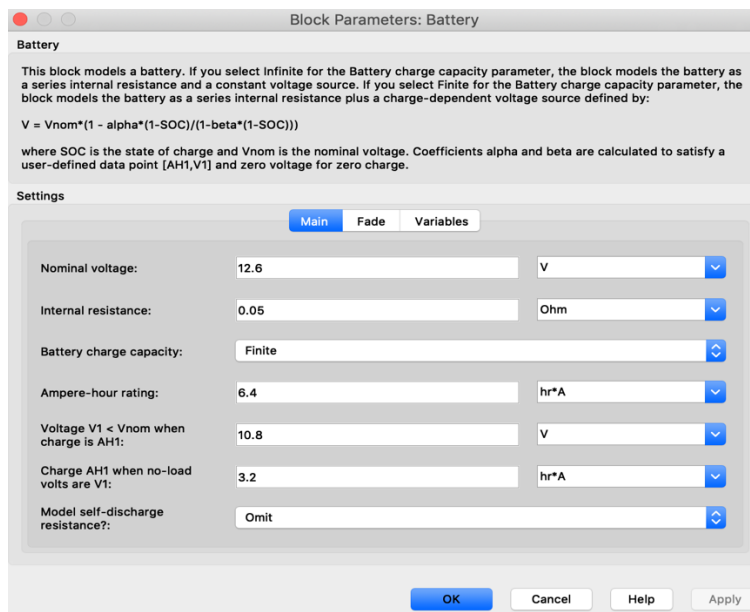 Block Parameters: Battery
Battery
This block models a battery. If you select Infinite for the Battery charge capacity parameter, the block models the battery as
a series internal resistance and a constant voltage source. If you select Finite for the Battery charge capacity parameter, the
block models the battery as a series internal resistance plus a charge-dependent voltage source defined by:
V = Vnom*(1 - alpha*(1-SOC)/(1-beta*(1-SOC)))
where SOC is the state of charge and Vnom is the nominal voltage. Coefficients alpha and beta are calculated to satisfy a
user-defined data point [AH1,V1] and zero voltage for zero charge.
Settings
Main Fade Variables
Nominal voltage: 12.6 V
Internal resistance: 0.05 Ohm
Battery charge capacity: Finite
Ampere-hour rating: 6.4 hr*A
Voltage V1 < Vnom when
charge is AH1: 10.8 V
Charge AH1 when no-load
volts are V1: 3.2 hr*A
Model self-discharge
resistance?: Omit
OK Cancel Help Apply